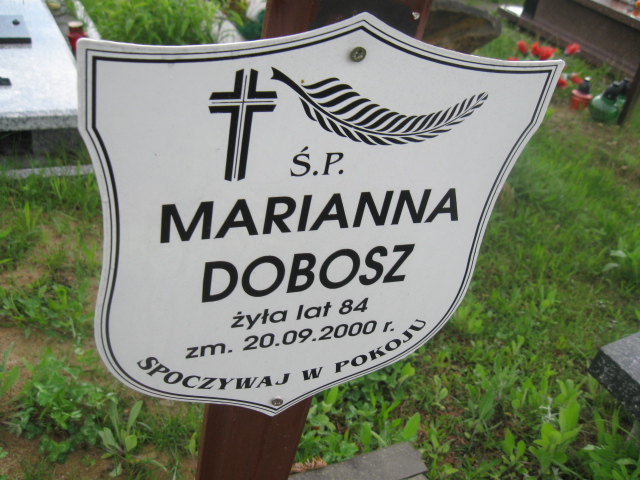 Ś.P.
MARIANNA
DOBOSZ
żyła lat 84
zm. 20.09.2000 r.
SPOCZYWAJ W POKOJU